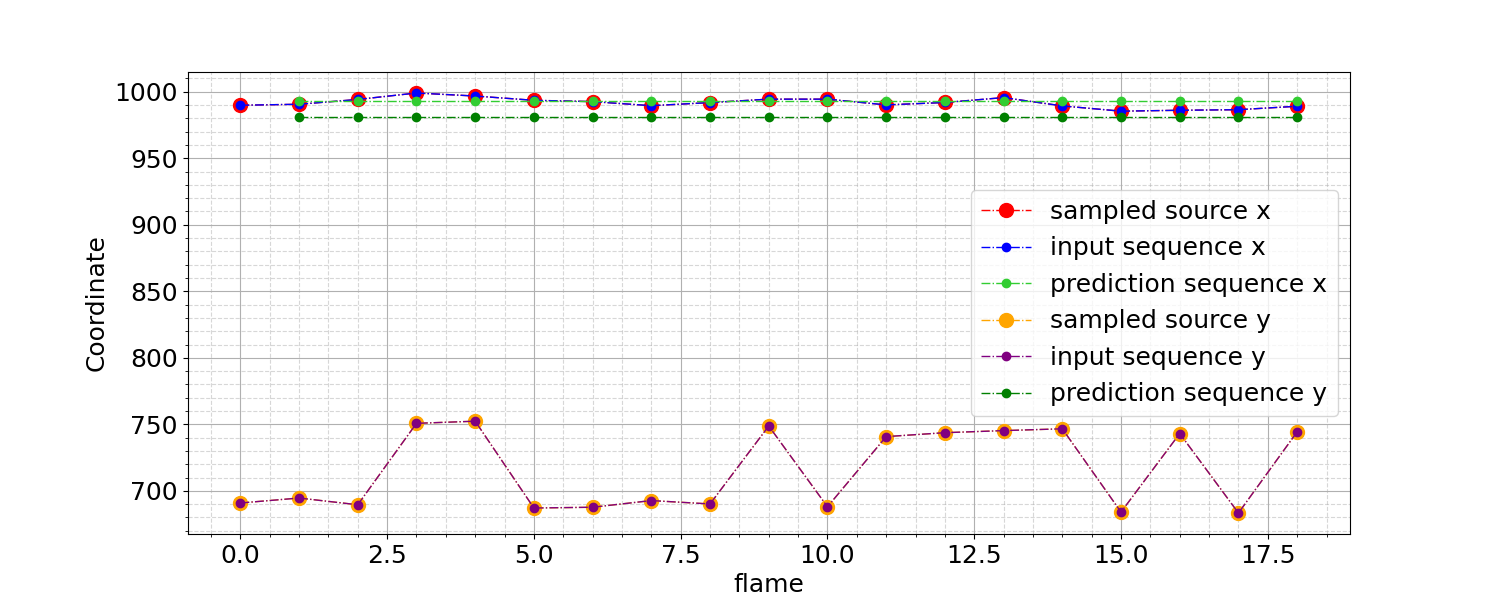 1000
950
900
850
800
750
700
Coordinate
sampled source x
input sequence x
prediction sequence x
sampled source y
input sequence y
prediction sequence y
0.0 2.5 5.0 7.5 10.0 12.5 15.0 17.5
flame